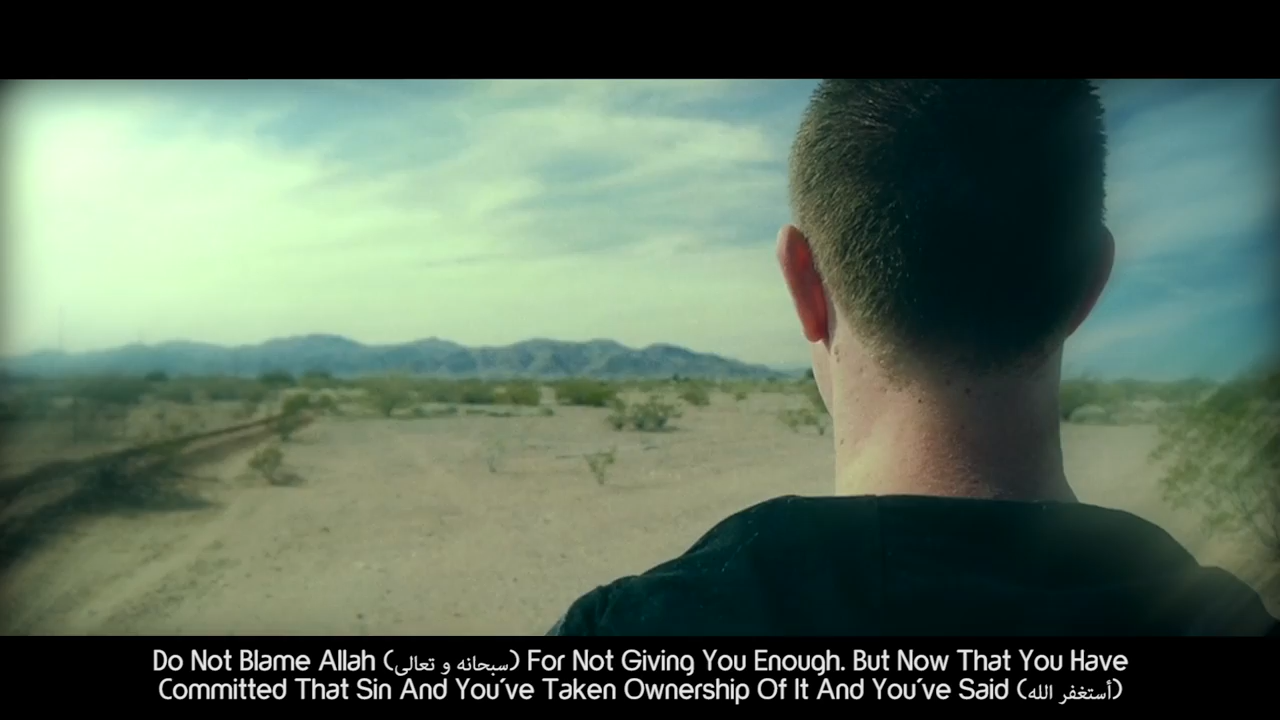 Do Not Blame Allah (سبحانه و تعالى) For Not Giving You Enough. But Now That You Have
Committed That Sin And You´ve Taken Ownership Of It And You´ve Said (أستغفر الله)